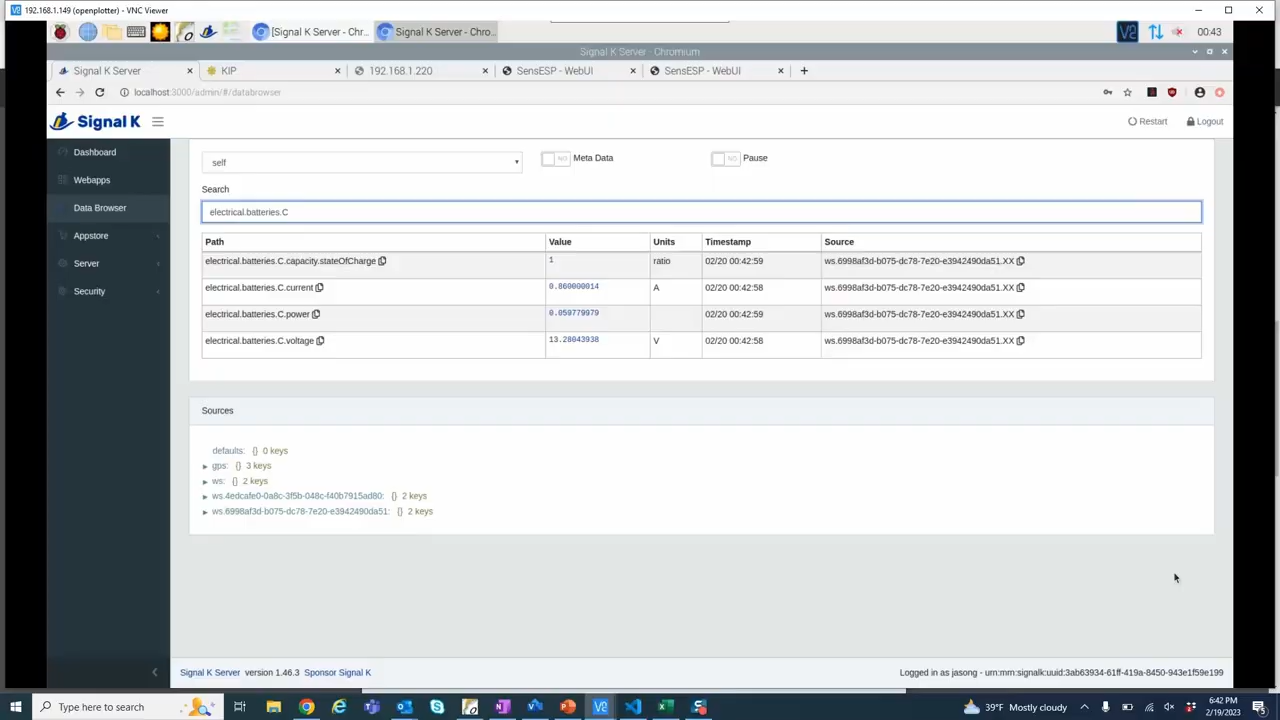 192.168.1.149 (openplotter) - VNC Viewer
[Signal K Server - Chr... Signal K Server - Chro... 00:43
Signal K Server - Chromium
Signal K Server KIP 192.168.1.220 SensESP - WebUI SensESP - WebUI
localhost:3000/admin/#/databrowser
Signal K Restart Logout
Dashboard
Webapps
Data Browser
Appstore
Server
Security
self NO Meta Data NO Pause
Search
electrical.batteries.C
Path Value Units Timestamp Source
electrical.batteries.C.capacity.stateOfCharge 1 ratio 02/20 00:42:59 ws.6998af3d-b075-dc78-7e20-e3942490da51.XX
electrical.batteries.C.current 0.860000014 A 02/20 00:42:58 ws.6998af3d-b075-dc78-7e20-e3942490da51.XX
electrical.batteries.C.power 0.059779979 02/20 00:42:59 ws.6998af3d-b075-dc78-7e20-e3942490da51.XX
electrical.batteries.C.voltage 13.28043938 V 02/20 00:42:58 ws.6998af3d-b075-dc78-7e20-e3942490da51.XX
Sources
defaults: {} 0 keys
gps: {} 3 keys
ws: {} 2 keys
ws.4edcafe0-0a8c-3f5b-048c-f40b7915ad80: {} 2 keys
ws.6998af3d-b075-dc78-7e20-e3942490da51: {} 2 keys
Signal K Server version 1.46.3 Sponsor Signal K Logged in as jasong - urn:mrn:signalk:uuid:3ab63934-61ff-419a-8450-943e1f59e199
Type here to search 39°F Mostly cloudy 6:42 PM
2/19/2023